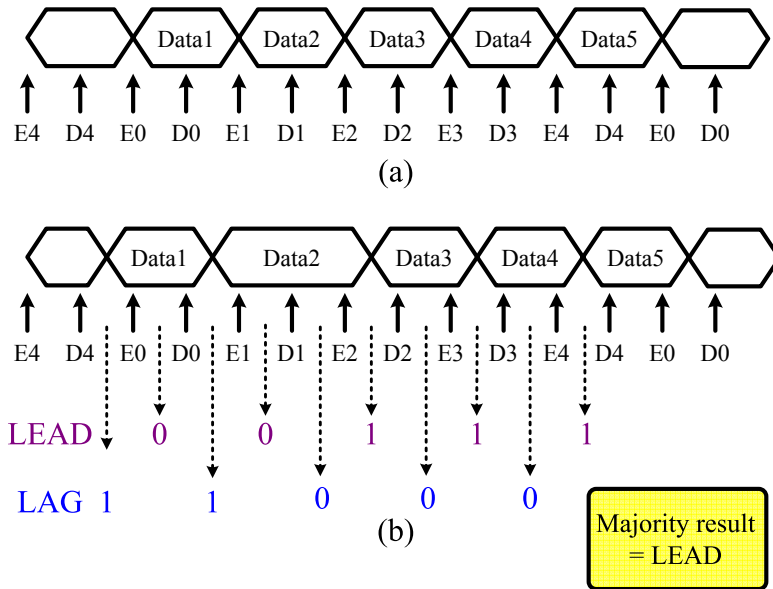 Data1 Data2 Data3 Data4 Data5
E4 D4 E0 D0 E1 D1 E2 D2 E3 D3 E4 D4 E0 D0
(a)
Data1 Data2 Data3 Data4 Data5
E4 D4 E0 D0 E1 D1 E2 D2 E3 D3 E4 D4 E0 D0
LEAD 0 0 1 1 1
LAG 1 1 0 0 0
(b)
Majority result
= LEAD